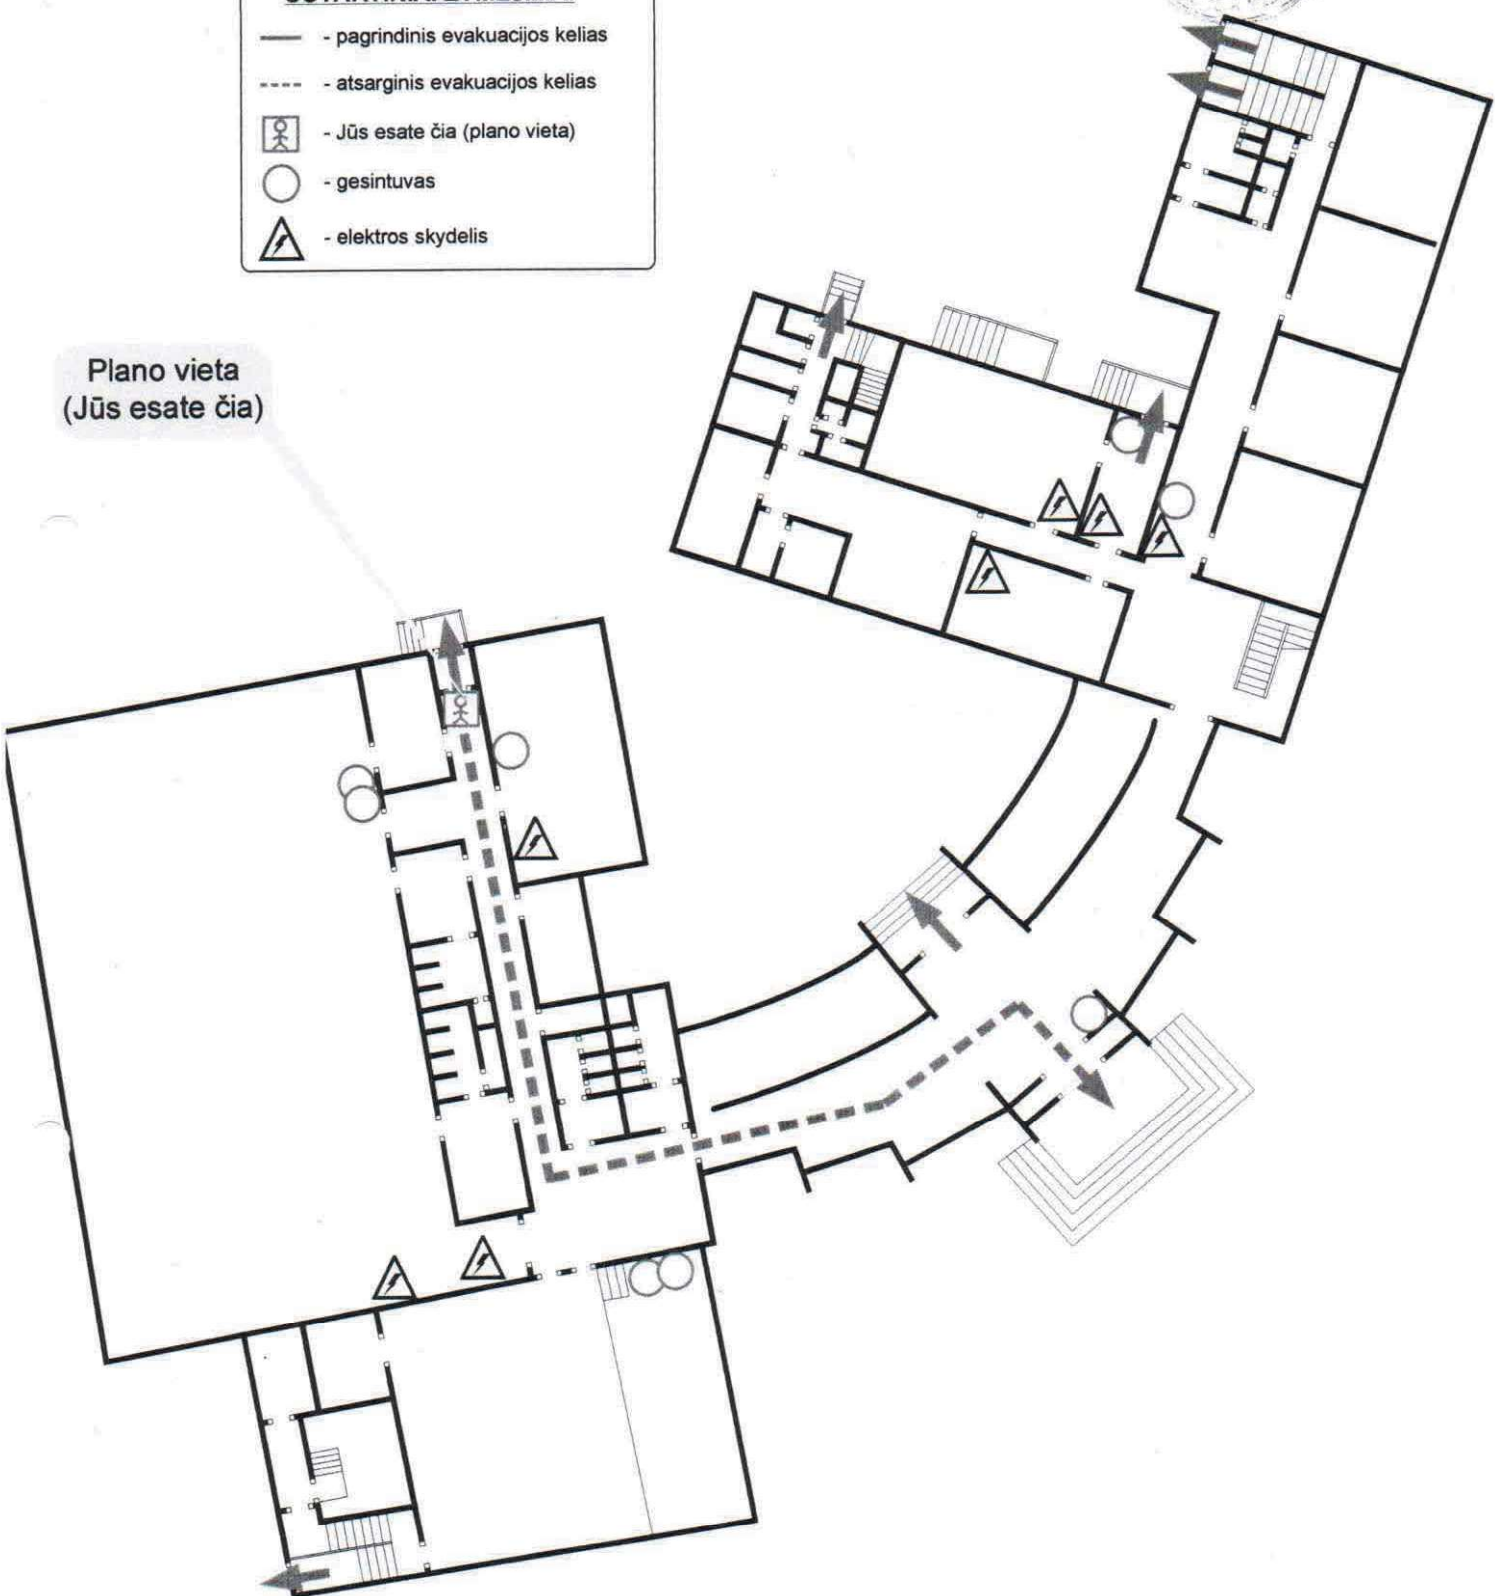 - pagrindinis evakuacijos kelias
- atsarginis evakuacijos kelias
- Jūs esate čia (plano vieta)
- gesintuvas
- elektros skydelis
Plano vieta
(Jūs esate čia)